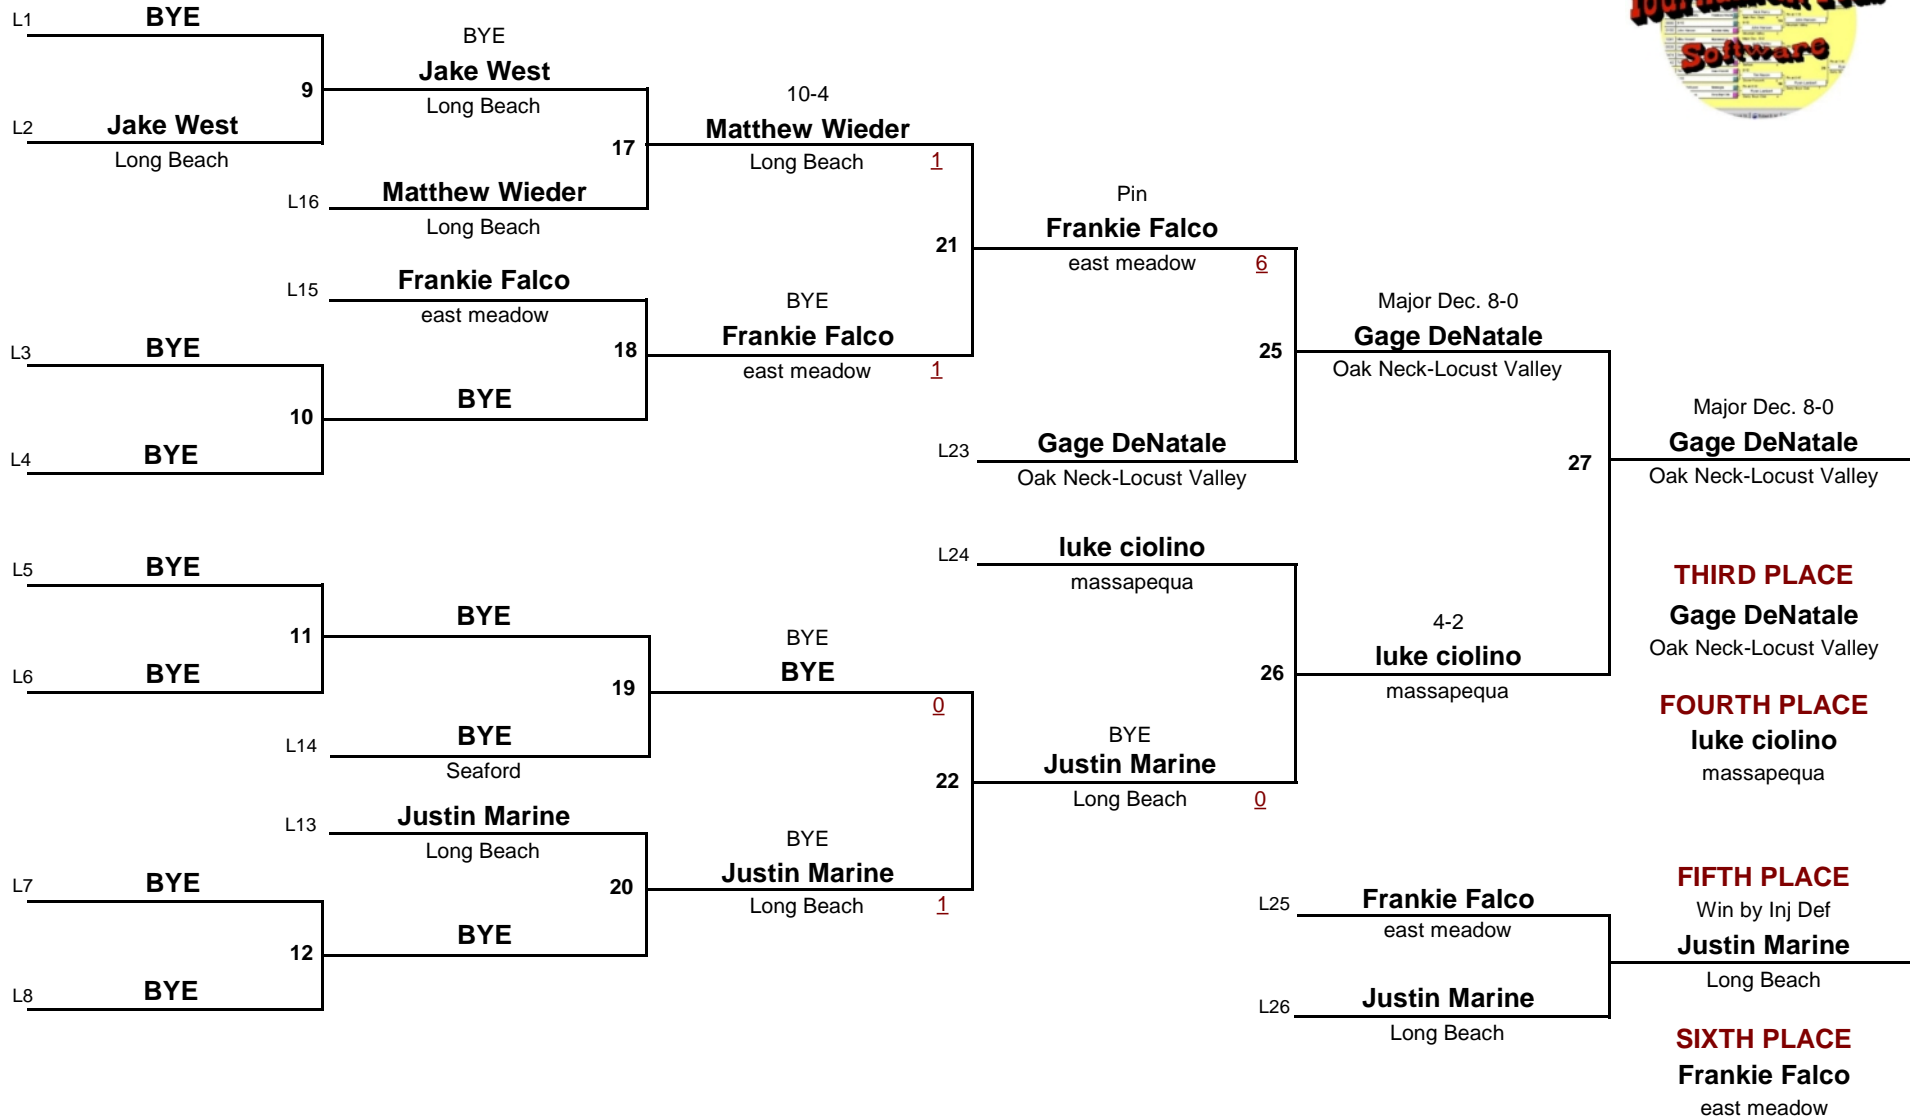 L1
BYE
9
L2
Jake West
Long Beach
BYE
Jake West
Long Beach
17
L16
Matthew Wieder
Long Beach
10-4
Matthew Wieder
Long Beach
1
21
L15
Frankie Falco
east meadow
18
L3
BYE
10
BYE
L4
BYE
BYE
Frankie Falco
east meadow
1
Pin
Frankie Falco
east meadow
6
25
L23
Gage DeNatale
Oak Neck-Locust Valley
Major Dec. 8-0
Gage DeNatale
Oak Neck-Locust Valley
27
Major Dec. 8-0
Gage DeNatale
Oak Neck-Locust Valley
L5
BYE
11
L6
BYE
BYE
19
L14
BYE
Seaford
BYE
BYE
0
22
L13
Justin Marine
Long Beach
20
L7
BYE
12
BYE
L8
BYE
BYE
Justin Marine
Long Beach
1
L24
luke ciolino
massapequa
26
BYE
Justin Marine
Long Beach
0
4-2
luke ciolino
massapequa
THIRD PLACE
Gage DeNatale
Oak Neck-Locust Valley
FOURTH PLACE
luke ciolino
massapequa
L25
Frankie Falco
east meadow
L26
Justin Marine
Long Beach
FIFTH PLACE
Win by Inj Def
Justin Marine
Long Beach
SIXTH PLACE
Frankie Falco
east meadow
Software